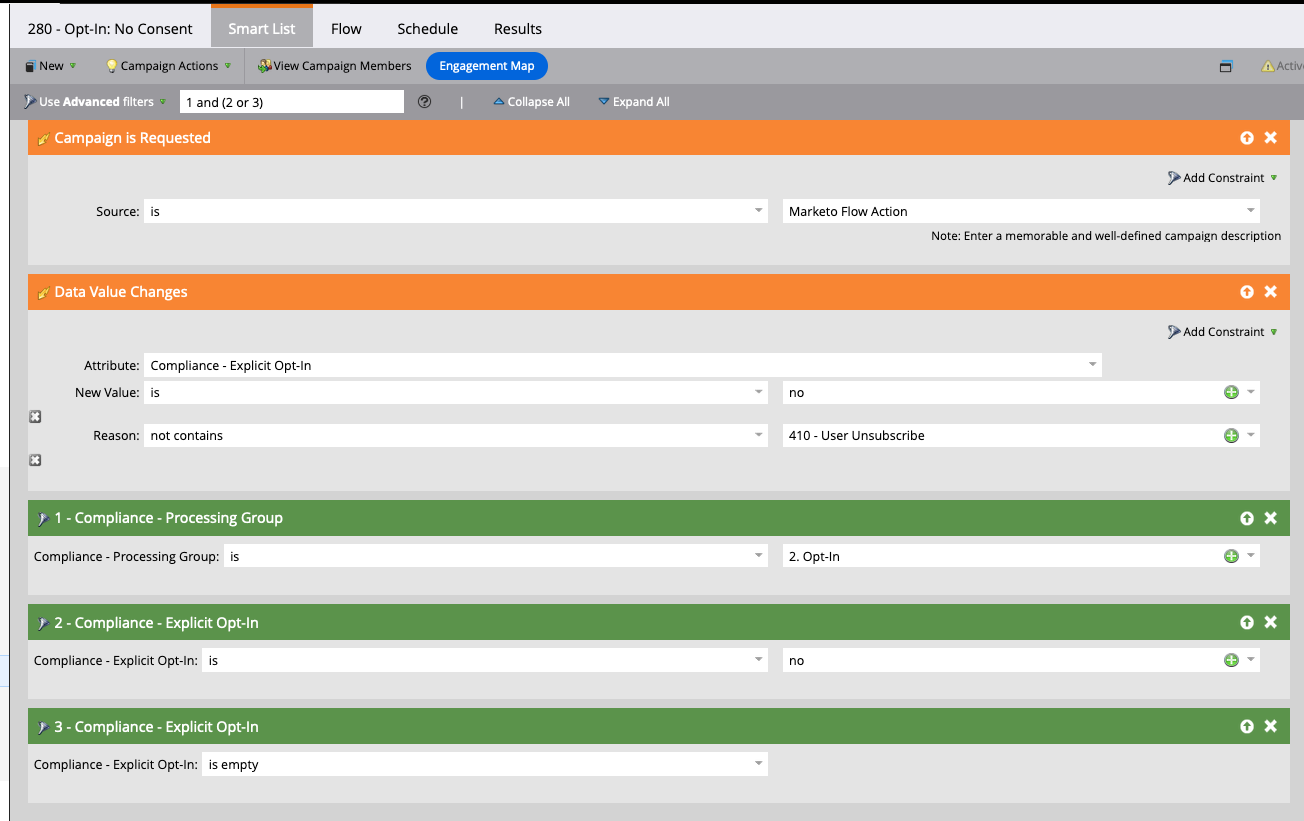 280 - Opt-In: No Consent Smart List Flow Schedule Results
New Campaign Actions View Campaign Members Engagement Map
Use Advanced filters 1 and (2 or 3) | Collapse All Expand All
Campaign is Requested
Add Constraint
Source: is Marketo Flow Action
Note: Enter a memorable and well-defined campaign description
Data Value Changes
Add Constraint
Attribute: Compliance - Explicit Opt-In
New Value: is no
Reason: not contains 410 - User Unsubscribe
1 - Compliance - Processing Group
Compliance - Processing Group: is 2. Opt-In
2 - Compliance - Explicit Opt-In
Compliance - Explicit Opt-In: is no
3 - Compliance - Explicit Opt-In
Compliance - Explicit Opt-In: is empty